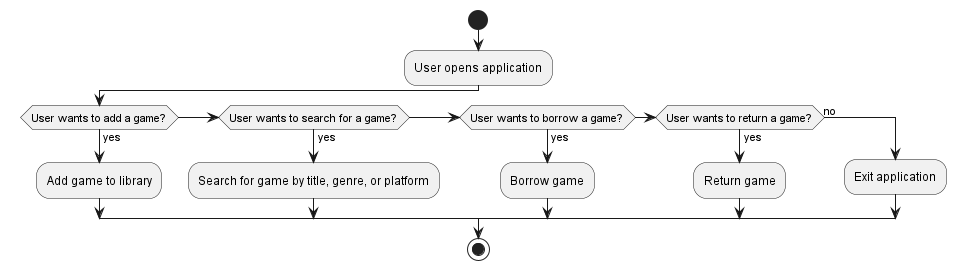 User opens application
User wants to add a game?
User wants to search for a game?
User wants to borrow a game?
User wants to return a game?
no
yes
yes
yes
yes
Add game to library
Search for game by title, genre, or platform
Borrow game
Return game
Exit application